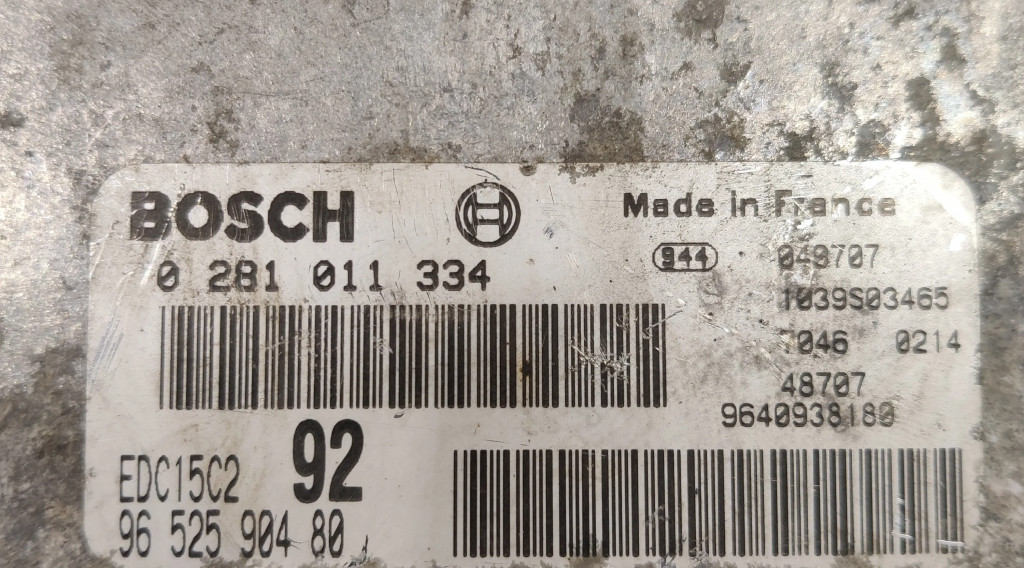 BOSCH
Made in France
944 049707
0 281 011 334
1039S03465
046 0214
48707
9640938180
EDC15C2 92
96 525 904 80